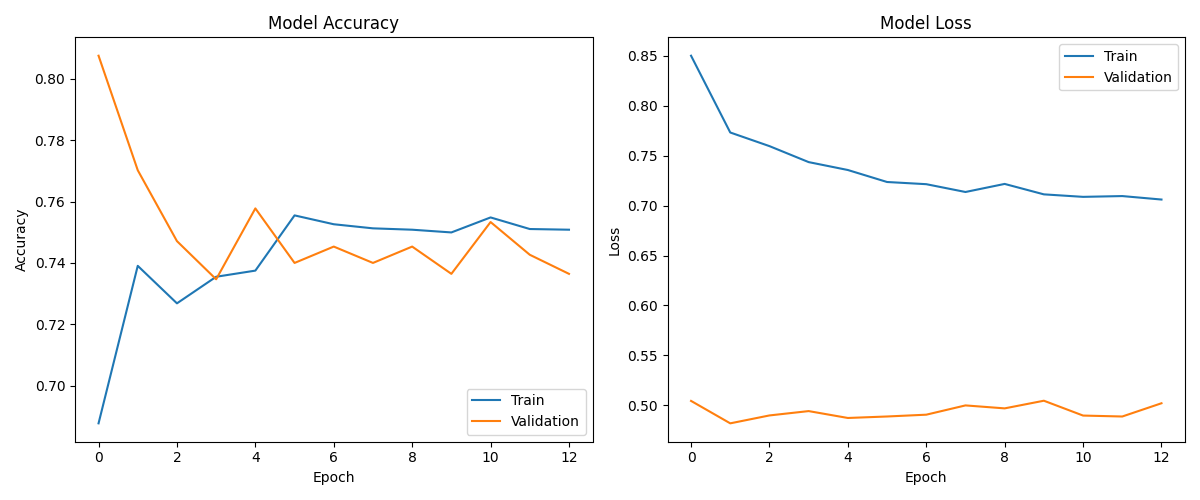 Model Accuracy
Accuracy
0.80
0.78
0.76
0.74
0.72
0.70
0 2 4 6 8 10 12
Epoch
Train
Validation
Model Loss
Loss
0.85
0.80
0.75
0.70
0.65
0.60
0.55
0.50
0 2 4 6 8 10 12
Epoch
Train
Validation